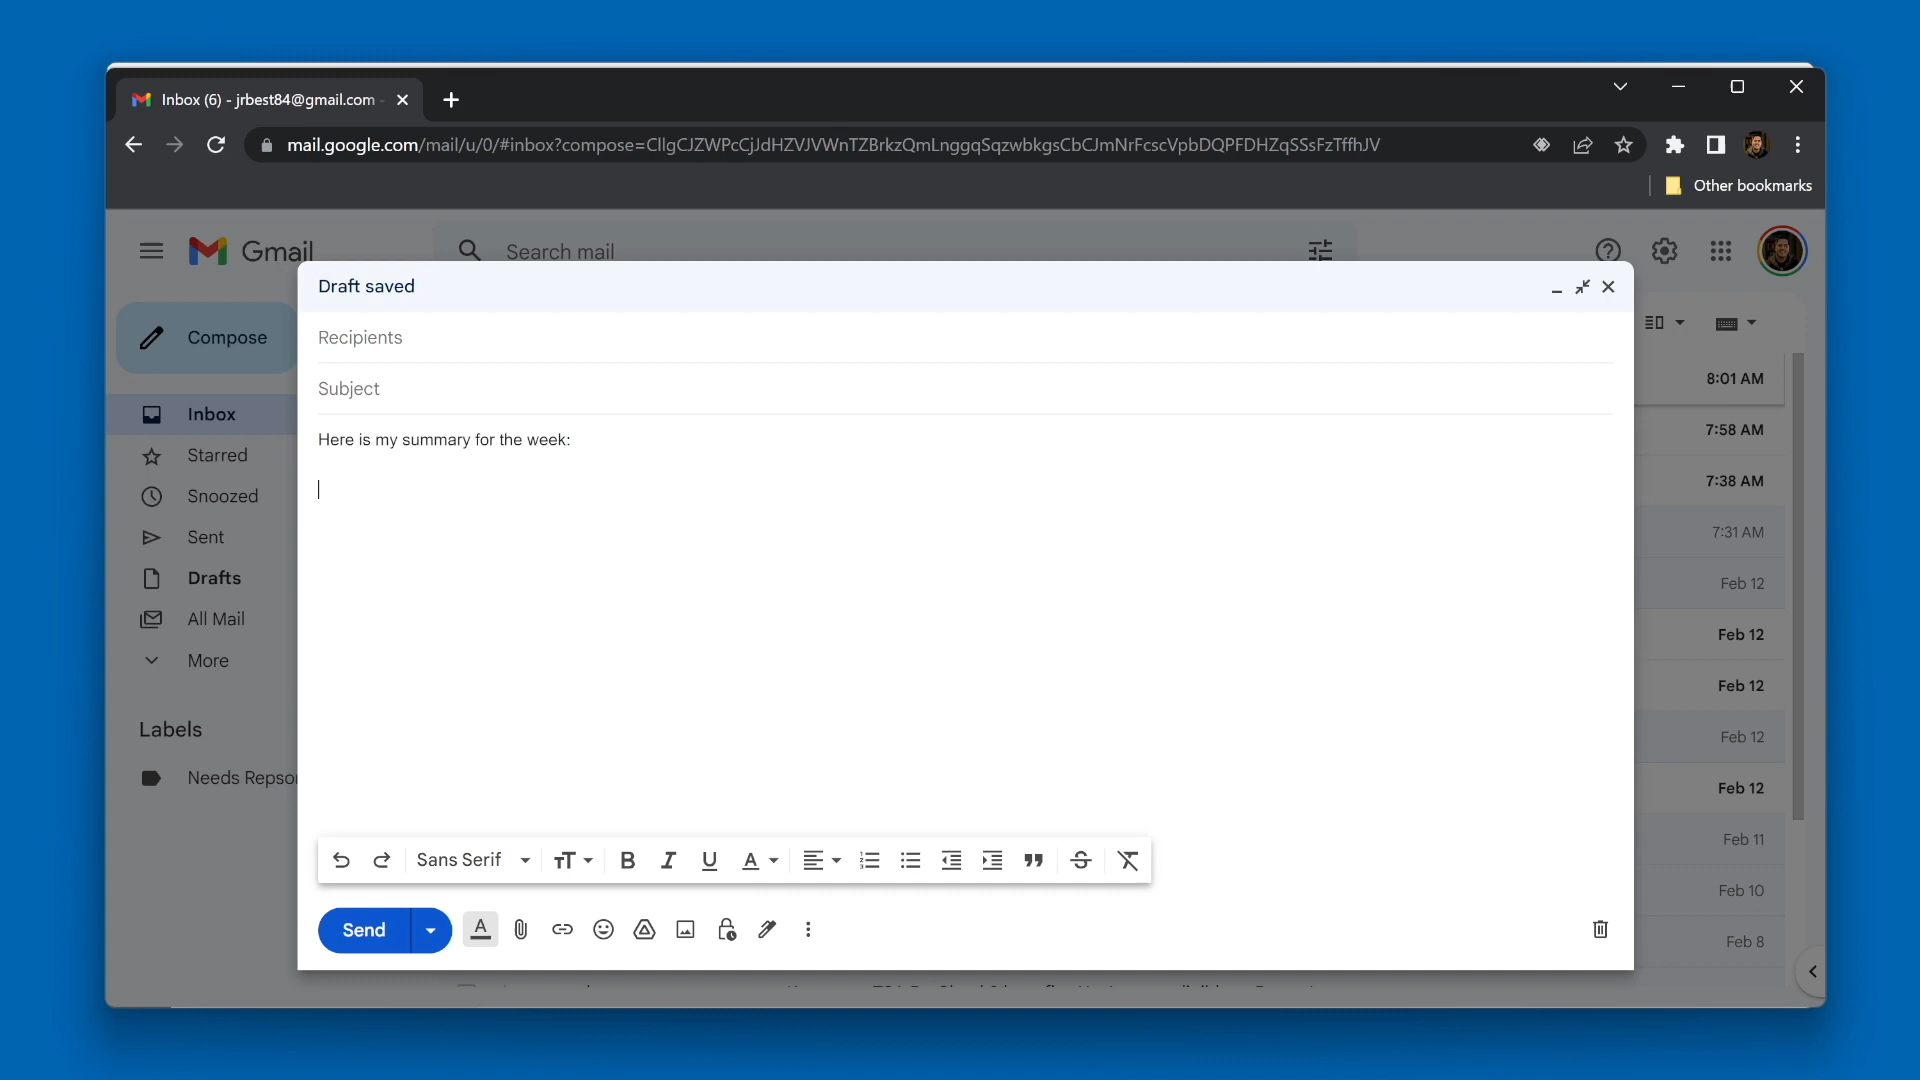 Inbox (6) - jrbest84@gmail.com -
mail.google.com/mail/u/0/#inbox?compose=CllgCJZWPcCjJdHZVJVWnTZBrkzQmLnggqSqzwbkgsCbCJmNrFcscVpbDQPFDHZqSSsFzTffhJV
Other bookmarks
Gmail
Search mail
Compose
Inbox
Starred
Snoozed
Sent
Drafts
All Mail
More
Labels
Needs Repson
Draft saved
Recipients
Subject
Here is my summary for the week:
Sans Serif
Send
8:01 AM
7:58 AM
7:38 AM
7:31 AM
Feb 12
Feb 12
Feb 12
Feb 12
Feb 12
Feb 11
Feb 10
Feb 8